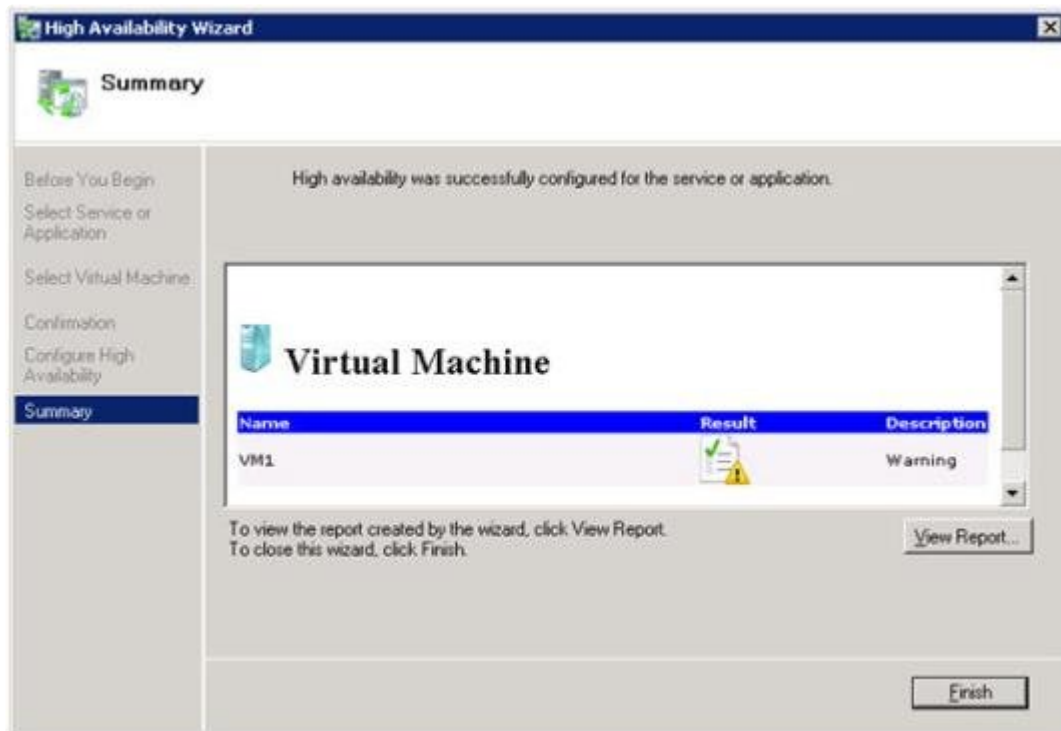 High Availability Wizard
Summary
Before You Begin
Select Service or
Application
Select Virtual Machine
Confirmation
Configure High
Availability
Summary
High availability was successfully configured for the service or application.
Virtual Machine
Name Result Description
VM1 Warning
To view the report created by the wizard, click View Report.
To close this wizard, click Finish.
View Report...
Finish